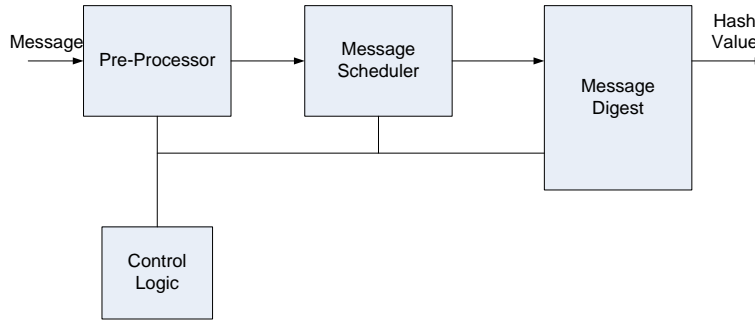 Message
Pre-Processor
Message
Scheduler
Message
Digest
Hash
Value
Control
Logic